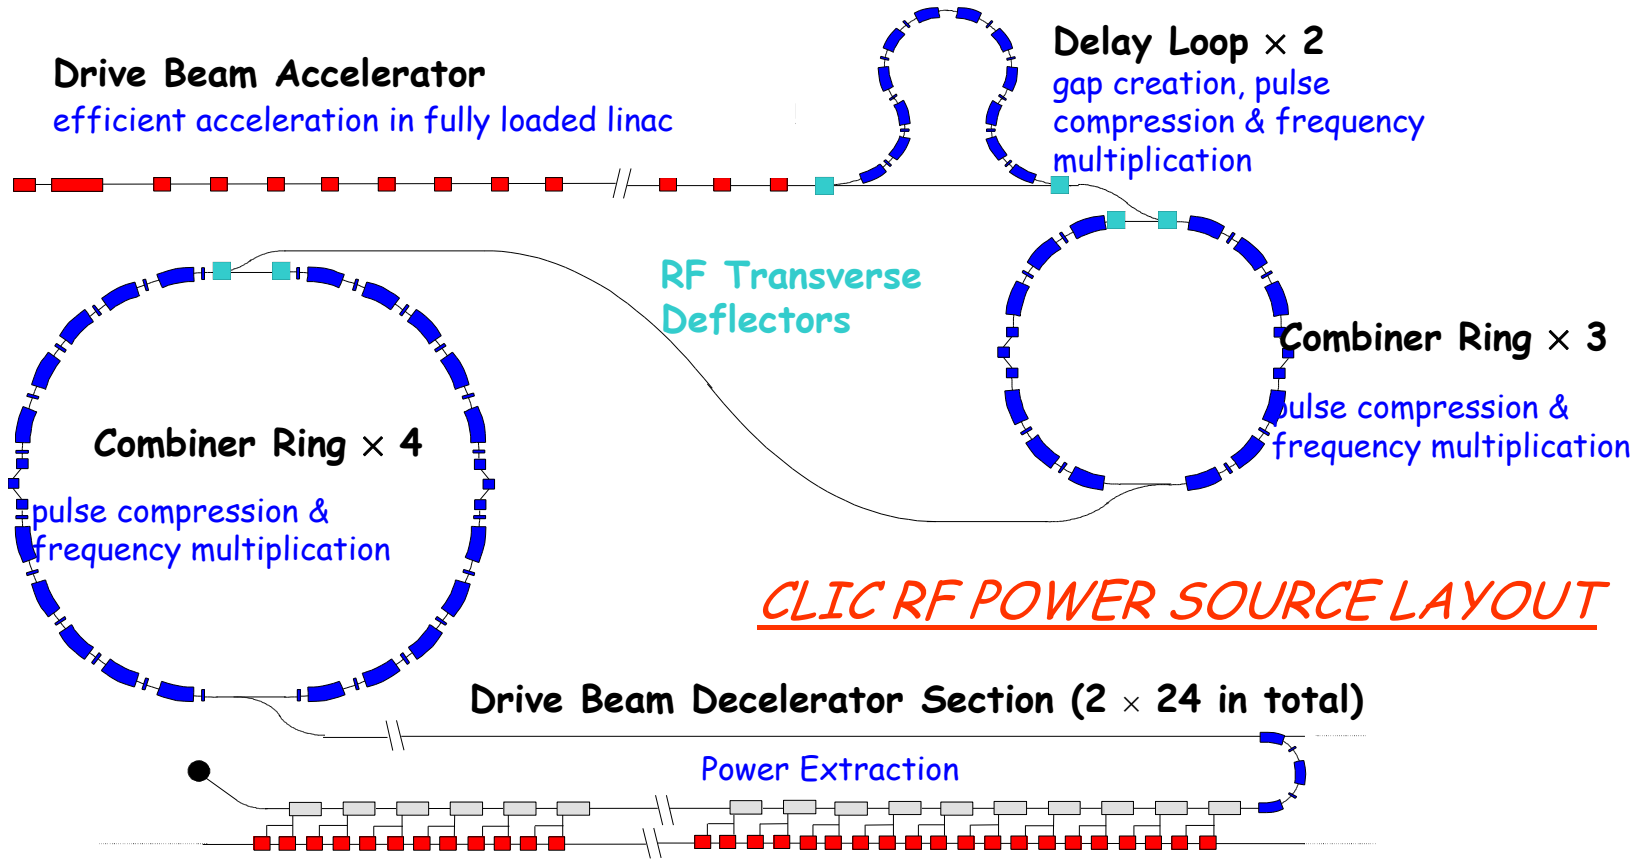 Drive Beam Accelerator
efficient acceleration in fully loaded linac
Delay Loop × 2
gap creation, pulse
compression & frequency
multiplication
RF Transverse
Deflectors
Combiner Ring × 3
pulse compression &
frequency multiplication
Combiner Ring × 4
pulse compression &
frequency multiplication
CLIC RF POWER SOURCE LAYOUT
Drive Beam Decelerator Section (2 × 24 in total)
Power Extraction